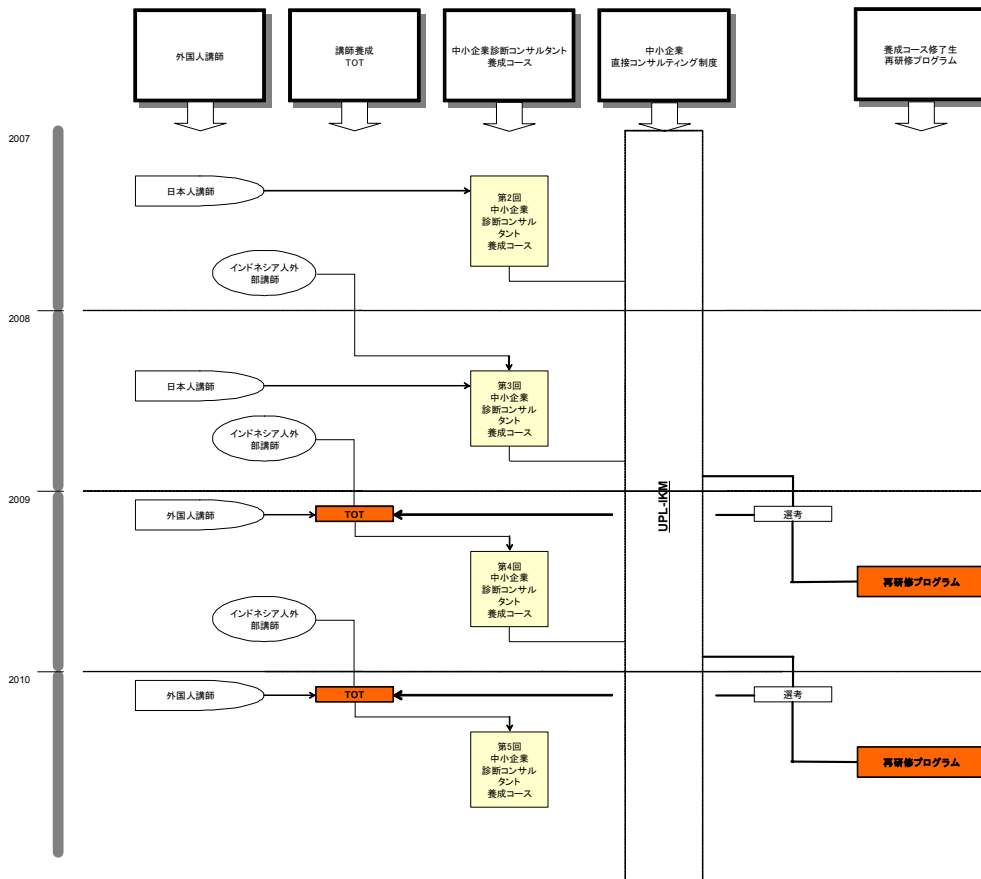 外国人講師
講師養成
TOT
中小企業診断コンサルタント
養成コース
中小企業
直接コンサルティング制度
養成コース修了生
再研修プログラム
2007
日本人講師
第2回
中小企業
診断コンサル
タント
養成コース
インドネシア人外
部講師
2008
日本人講師
第3回
中小企業
診断コンサル
タント
養成コース
インドネシア人外
部講師
2009
外国人講師
TOT
UPL-IKM
選考
第4回
中小企業
診断コンサル
タント
養成コース
再研修プログラム
インドネシア人外
部講師
2010
外国人講師
TOT
選考
第5回
中小企業
診断コンサル
タント
養成コース
再研修プログラム